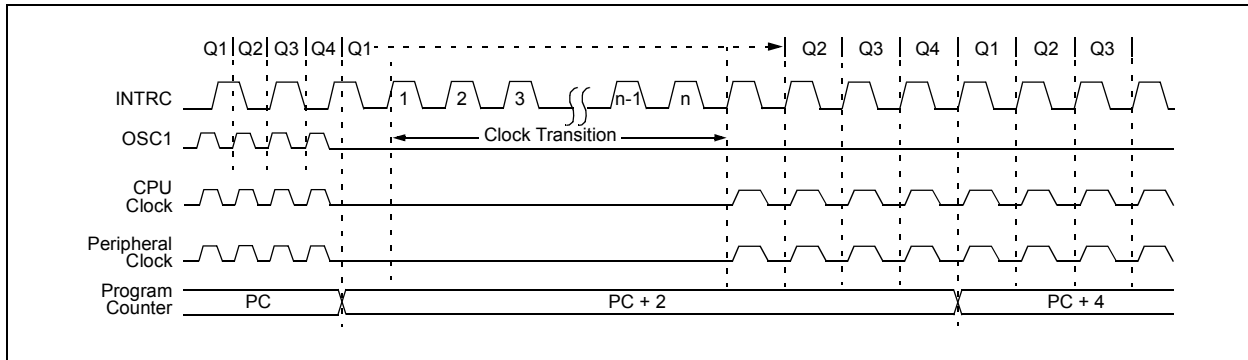 Q1 Q2 Q3 Q4 Q1 Q2 Q3 Q4 Q1 Q2 Q3
INTRC
1 2 3 n-1 n
OSC1
Clock Transition
CPU
Clock
Peripheral
Clock
Program
Counter
PC PC + 2 PC + 4